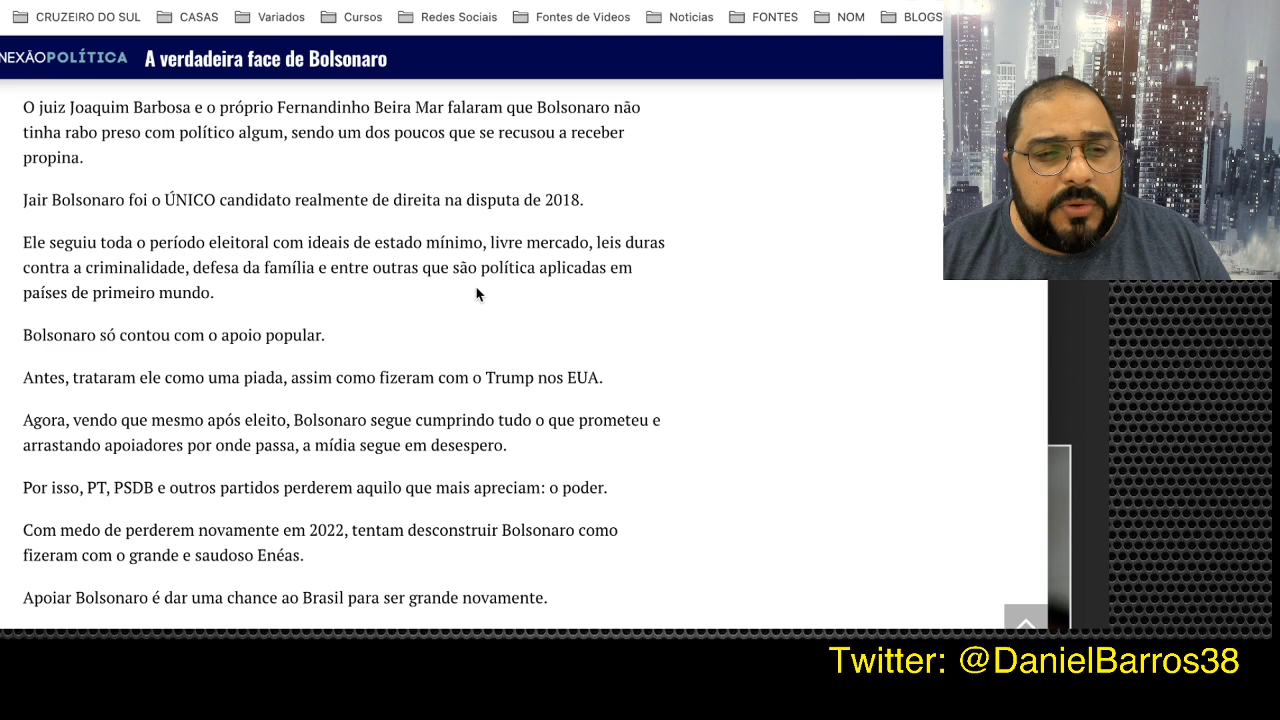 CRUZEIRO DO SUL CASAS Variados Cursos Redes Sociais Fontes de Videos Noticias FONTES NOM BLOGS
NEXÃOPOLÍTICA A verdadeira face de Bolsonaro
O juiz Joaquim Barbosa e o próprio Fernandinho Beira Mar falaram que Bolsonaro não
tinha rabo preso com político algum, sendo um dos poucos que se recusou a receber
propina.
Jair Bolsonaro foi o ÚNICO candidato realmente de direita na disputa de 2018.
Ele seguiu toda o período eleitoral com ideais de estado mínimo, livre mercado, leis duras
contra a criminalidade, defesa da família e entre outras que são política aplicadas em
países de primeiro mundo.
Bolsonaro só contou com o apoio popular.
Antes, trataram ele como uma piada, assim como fizeram com o Trump nos EUA.
Agora, vendo que mesmo após eleito, Bolsonaro segue cumprindo tudo o que prometeu e
arrastando apoiadores por onde passa, a mídia segue em desespero.
Por isso, PT, PSDB e outros partidos perderem aquilo que mais apreciam: o poder.
Com medo de perderem novamente em 2022, tentam desconstruir Bolsonaro como
fizeram com o grande e saudoso Enéas.
Apoiar Bolsonaro é dar uma chance ao Brasil para ser grande novamente.
Twitter: @DanielBarros38